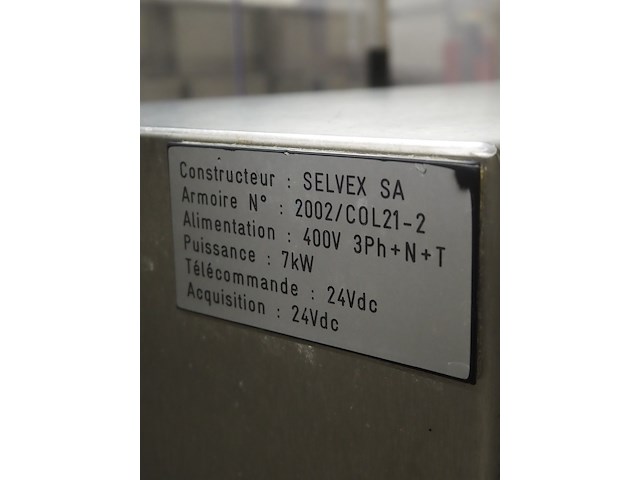 Constructeur : SELVEX SA
Armoire N° : 2002/COL21-2
Alimentation : 400V 3Ph+N+T
Puissance : 7kW
Télécommande : 24Vdc
Acquisition : 24Vdc